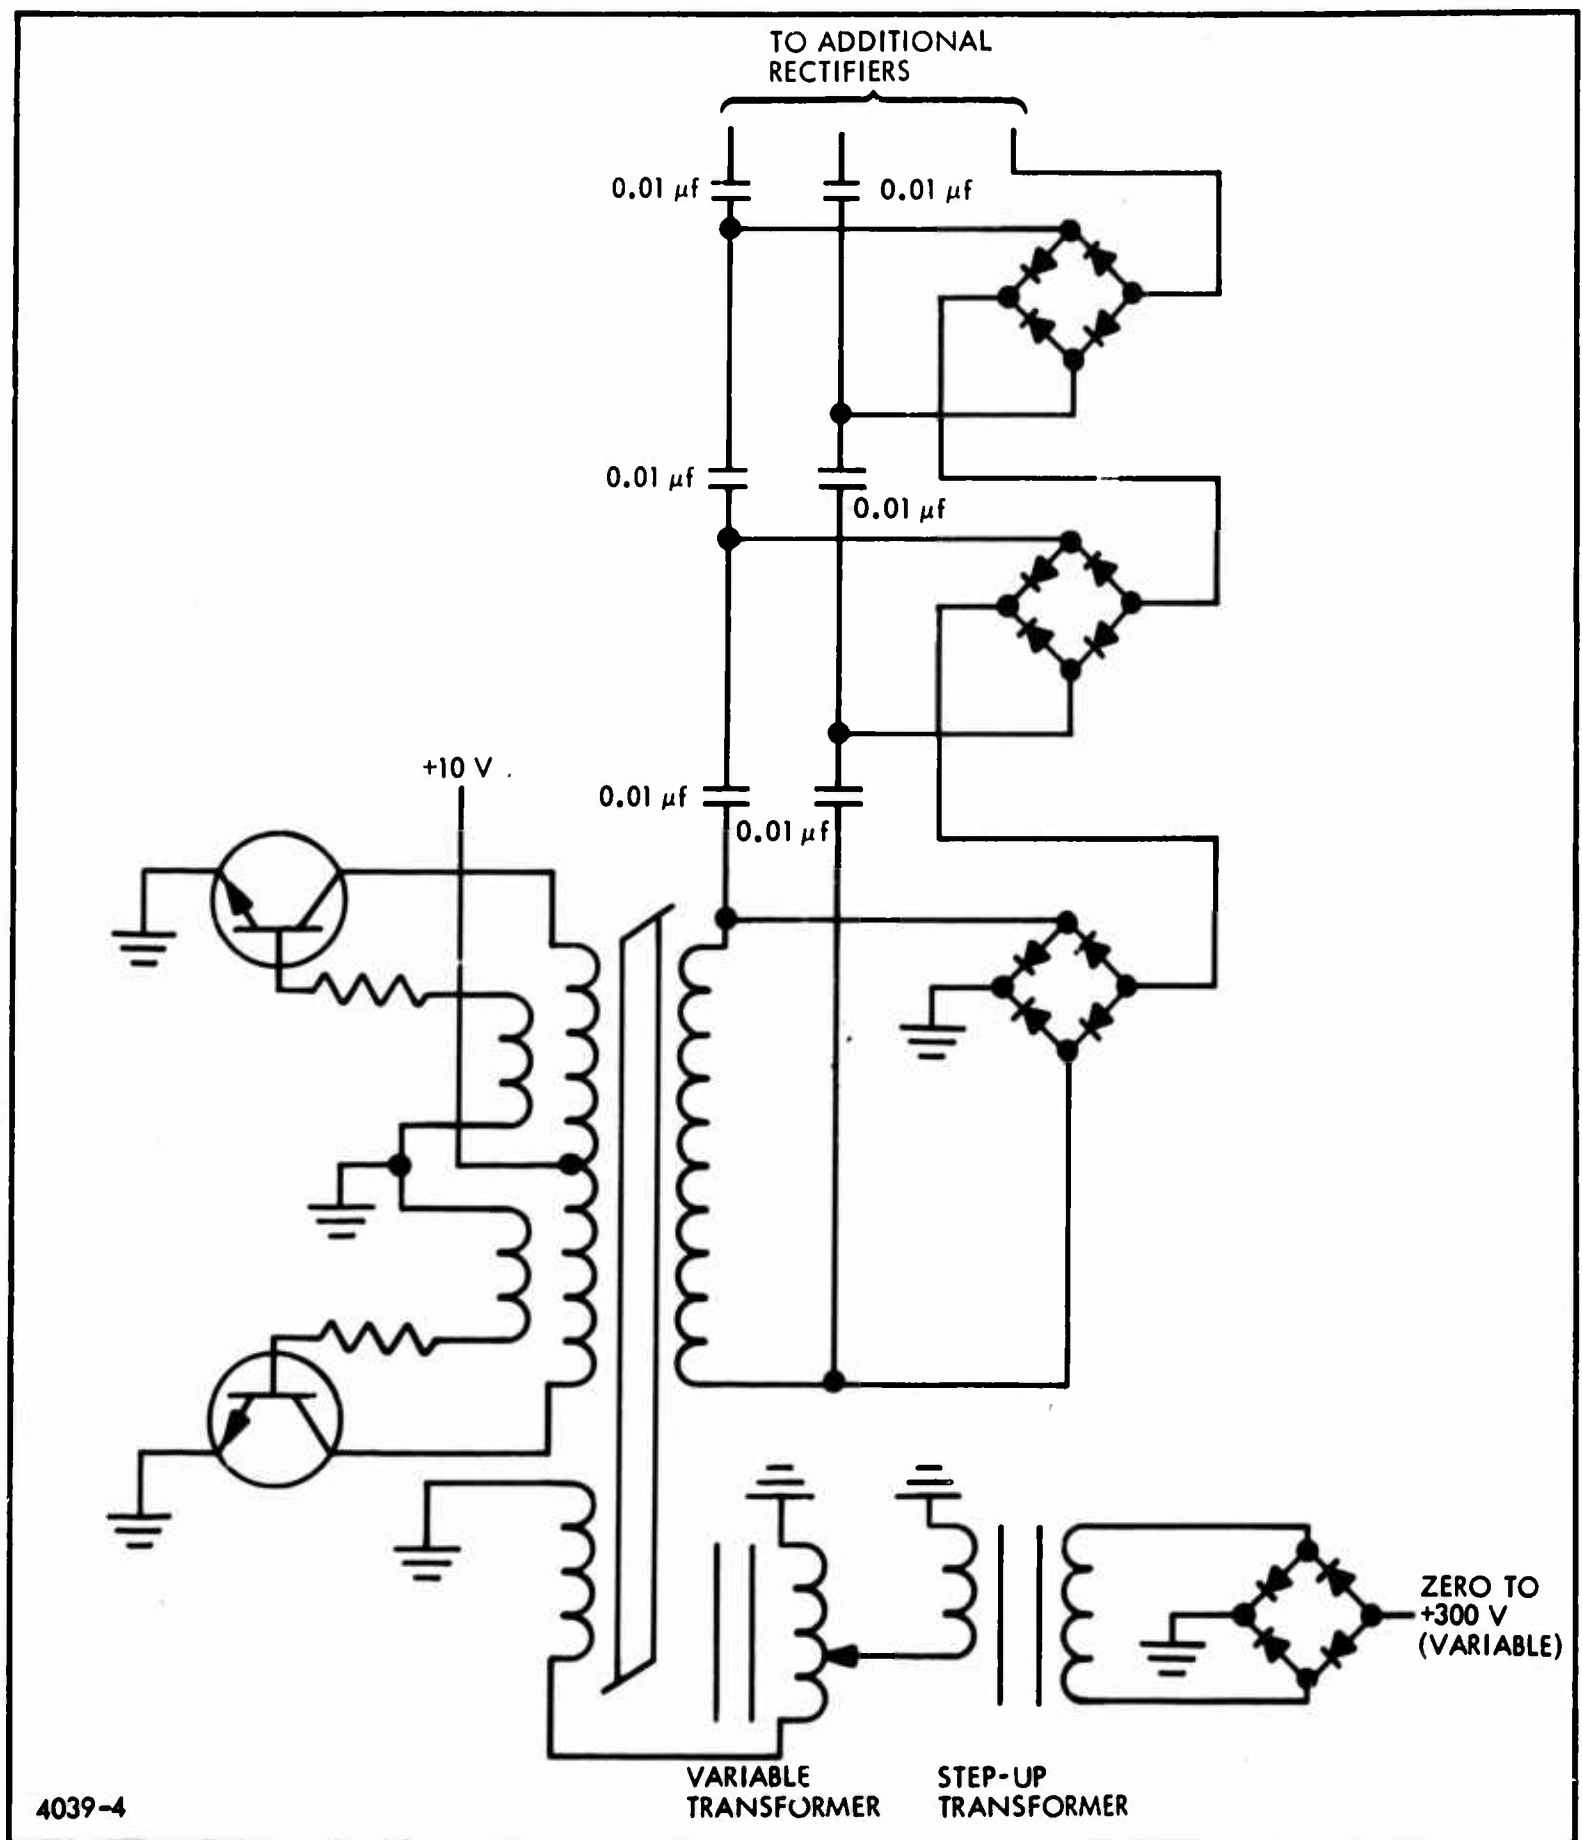 TO ADDITIONAL
RECTIFIERS
0.01 μf
0.01 μf
0.01 μf
0.01 μf
+10 V
0.01 μf
0.01 μf
ZERO TO
+300 V
(VARIABLE)
VARIABLE
TRANSFORMER
STEP-UP
TRANSFORMER
4039-4